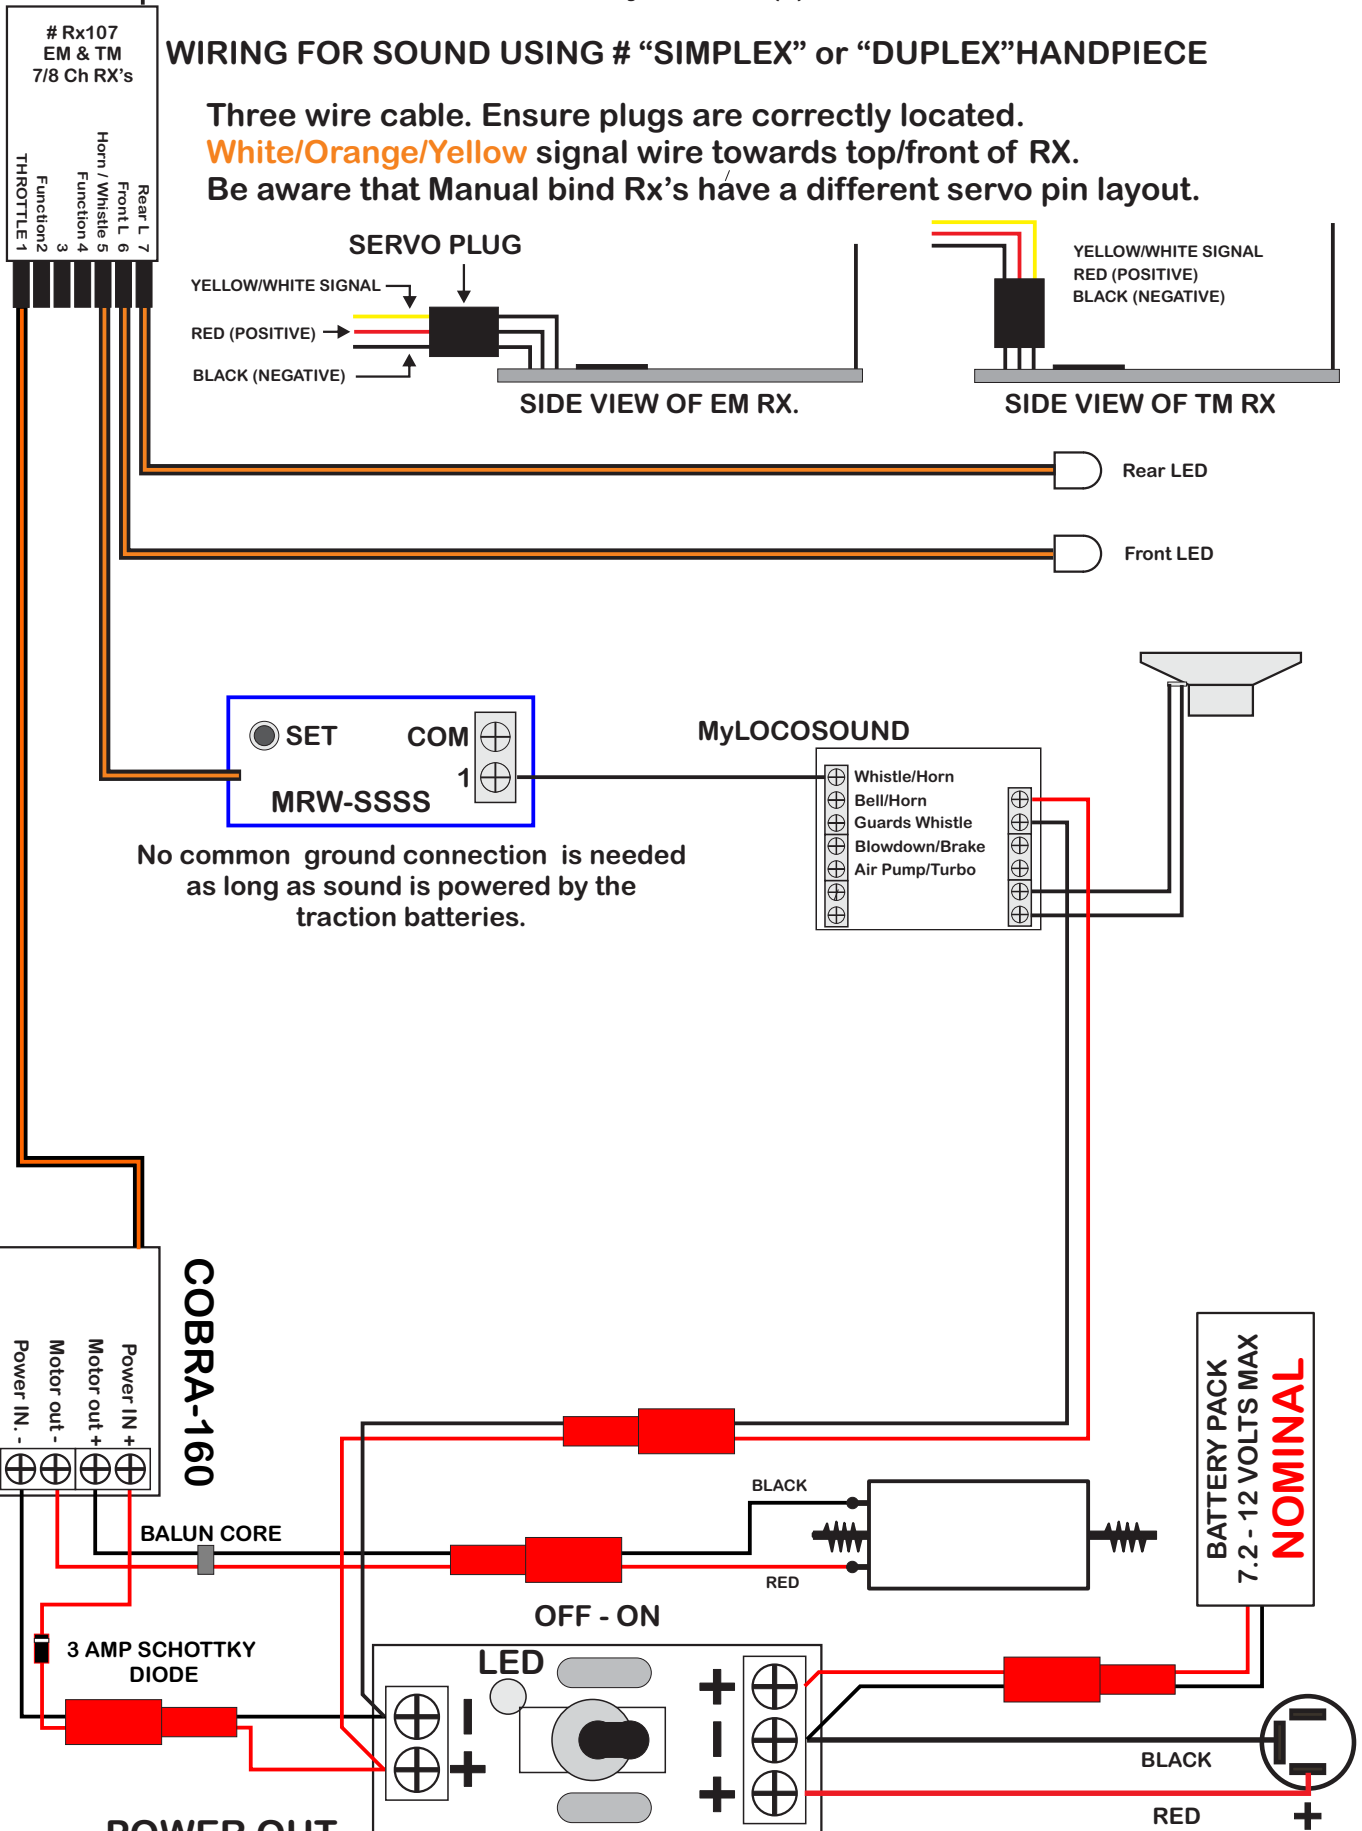 # Rx107
EM & TM
7/8 Ch RX's
WIRING FOR SOUND USING # “SIMPLEX” or “DUPLEX”HANDPIECE
Three wire cable. Ensure plugs are correctly located.
White/Orange/Yellow signal wire towards top/front of RX.
Be aware that Manual bind Rx's have a different servo pin layout.
THROTTLE 1
Function2
3
Function 4
Horn / Whistle 5
Front L 6
Rear L 7
SERVO PLUG
YELLOW/WHITE SIGNAL
RED (POSITIVE)
BLACK (NEGATIVE)
SIDE VIEW OF EM RX.
YELLOW/WHITE SIGNAL
RED (POSITIVE)
BLACK (NEGATIVE)
SIDE VIEW OF TM RX
Rear LED
Front LED
SET
COM
1
MRW-SSSS
No common ground connection is needed
as long as sound is powered by the
traction batteries.
MyLOCOSOUND
Whistle/Horn
Bell/Horn
Guards Whistle
Blowdown/Brake
Air Pump/Turbo
COBRA-160
Power IN. -
Motor out -
Motor out +
Power IN +
BALUN CORE
BLACK
RED
BATTERY PACK
7.2 - 12 VOLTS MAX
NOMINAL
3 AMP SCHOTTKY
DIODE
OFF - ON
LED
-
+
+
-
+
BLACK
RED
+
POWER OUT